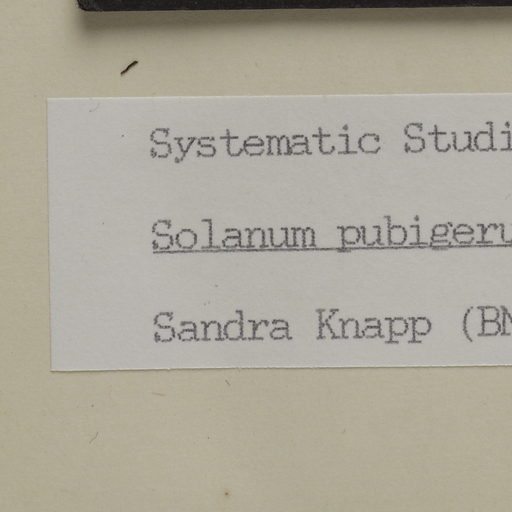 Systematic Studi
Solanum pubigeru
Sandra Knapp (BM